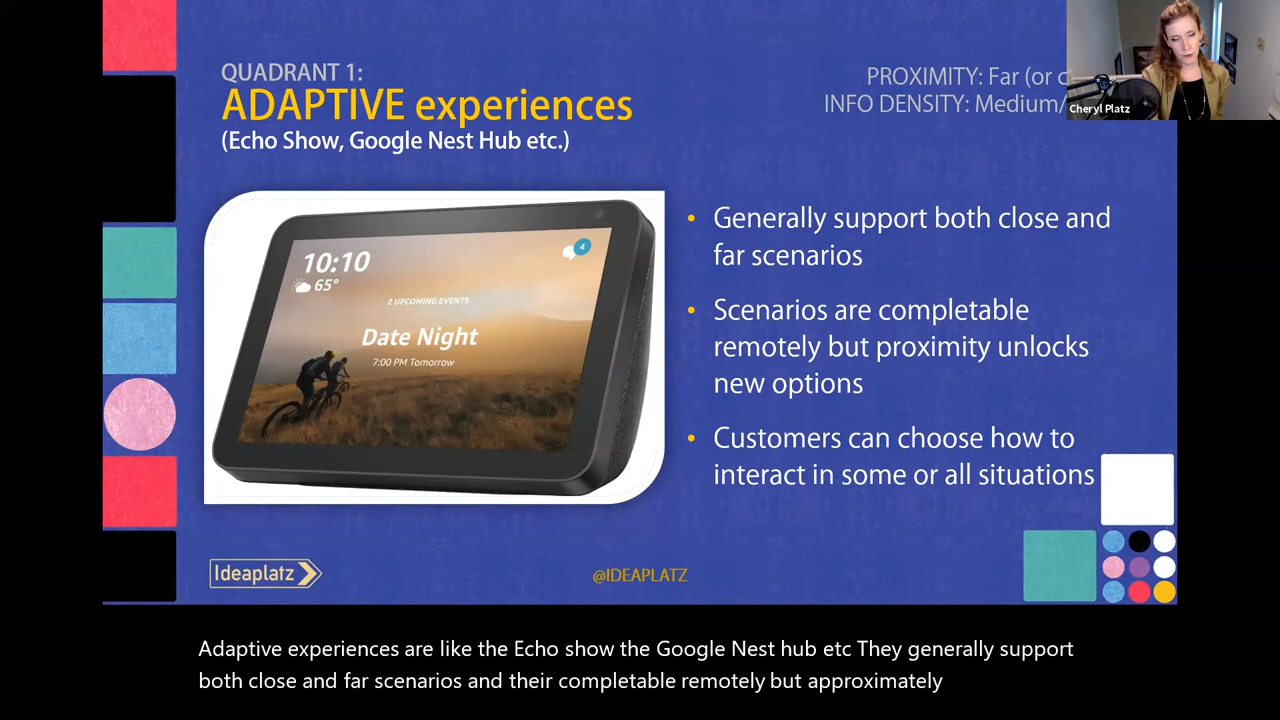 QUADRANT 1:
ADAPTIVE experiences
(Echo Show, Google Nest Hub etc.)
PROXIMITY: Far (or
INFO DENSITY: Medium/
Cheryl Platz
10:10
65°
4
2 UPCOMING EVENTS
Date Night
7:00 PM Tomorrow
• Generally support both close and
far scenarios
• Scenarios are completable
remotely but proximity unlocks
new options
• Customers can choose how to
interact in some or all situations
Ideaplatz
@IDEAPLATZ
Adaptive experiences are like the Echo show the Google Nest hub etc They generally support
both close and far scenarios and their completable remotely but approximately